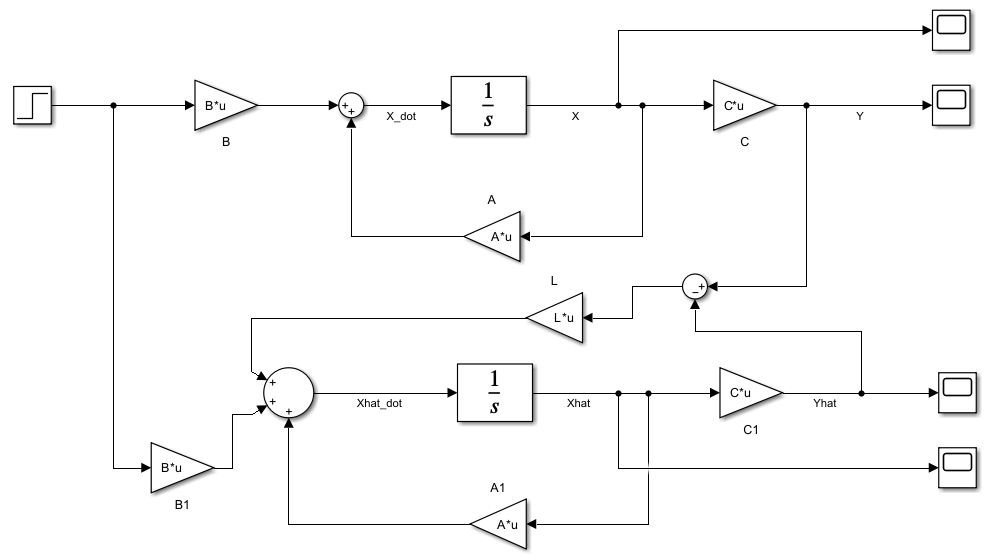 B*u
B
+
+
X_dot
1
s
X
C*u
C
Y
A
A*u
L
L*u
+
−
+
+
+
Xhat_dot
1
s
Xhat
C*u
C1
Yhat
B*u
B1
A1
A*u